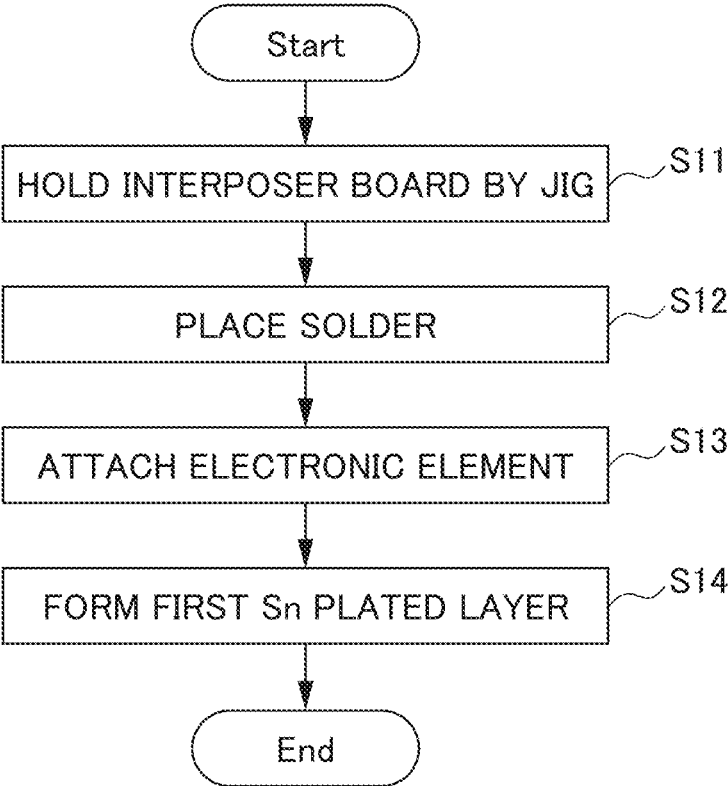 Start
HOLD INTERPOSER BOARD BY JIG
S11
PLACE SOLDER
S12
ATTACH ELECTRONIC ELEMENT
S13
FORM FIRST Sn PLATED LAYER
S14
End